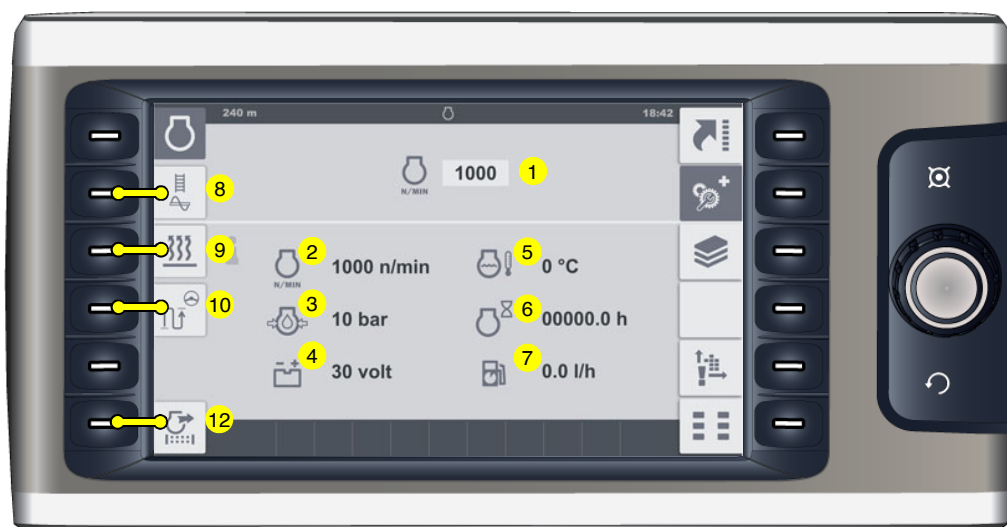 240 m 18:42
N/MIN 1000 1
8
9 2 1000 n/min 5 0 °C
N/MIN
10 3 10 bar 6 00000.0 h
4 30 volt 7 0.0 l/h
12